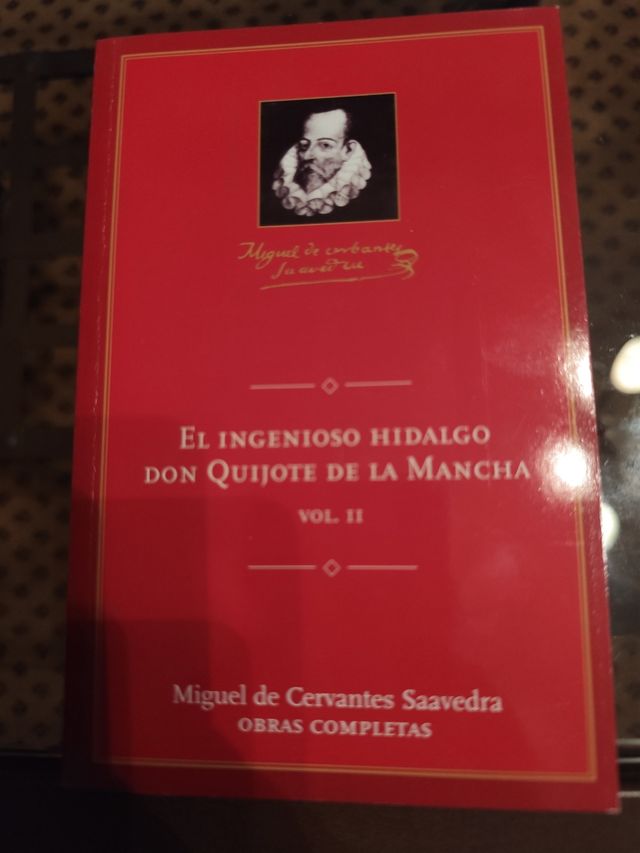 Miguel de cerbantes
Saavedra
EL INGENIOSO HIDALGO
DON QUIJOTE DE LA MANCHA
VOL. II
Miguel de Cervantes Saavedra
OBRAS COMPLETAS